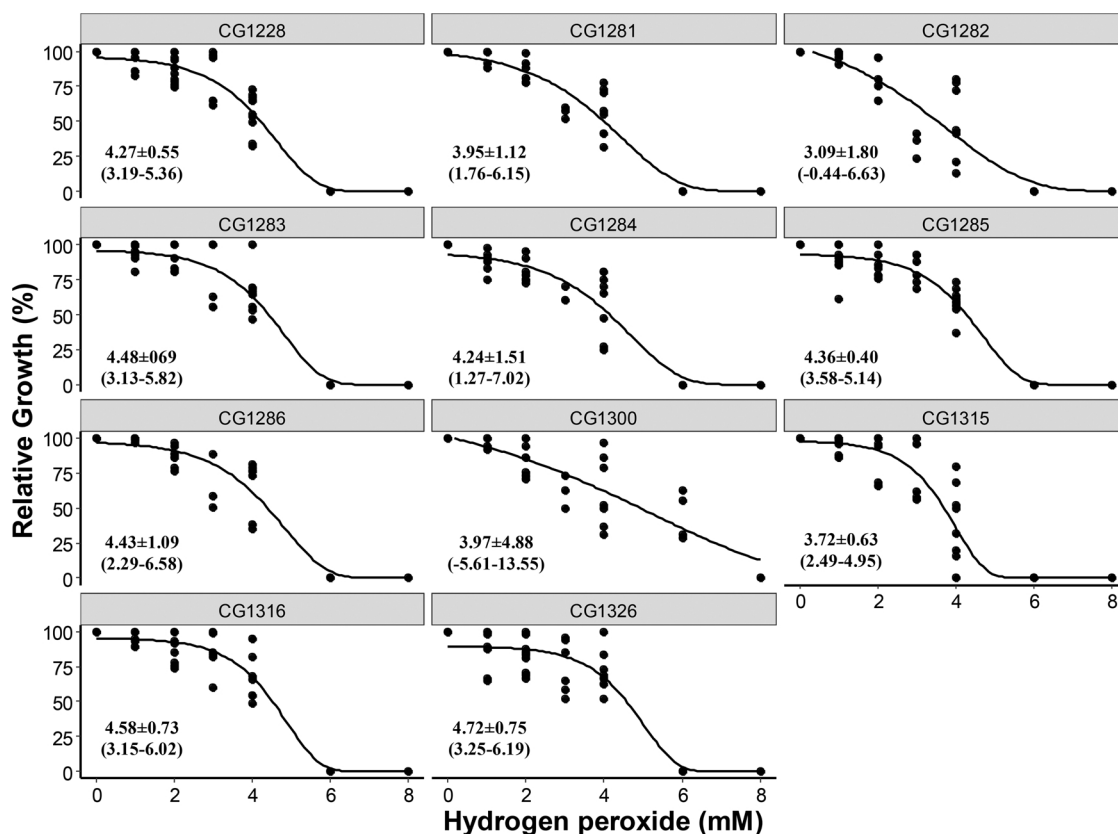 CG1228
CG1281
CG1282
100
75
50
25
0
4.27±0.55
(3.19-5.36)
3.95±1.12
(1.76-6.15)
3.09±1.80
(-0.44-6.63)
CG1283
CG1284
CG1285
100
75
50
25
0
4.48±069
(3.13-5.82)
4.24±1.51
(1.27-7.02)
4.36±0.40
(3.58-5.14)
CG1286
CG1300
CG1315
100
75
50
25
0
4.43±1.09
(2.29-6.58)
3.97±4.88
(-5.61-13.55)
3.72±0.63
(2.49-4.95)
0 2 4 6 8
CG1316
CG1326
100
75
50
25
0
4.58±0.73
(3.15-6.02)
4.72±0.75
(3.25-6.19)
0 2 4 6 8
0 2 4 6 8
Relative Growth (%)
Hydrogen peroxide (mM)